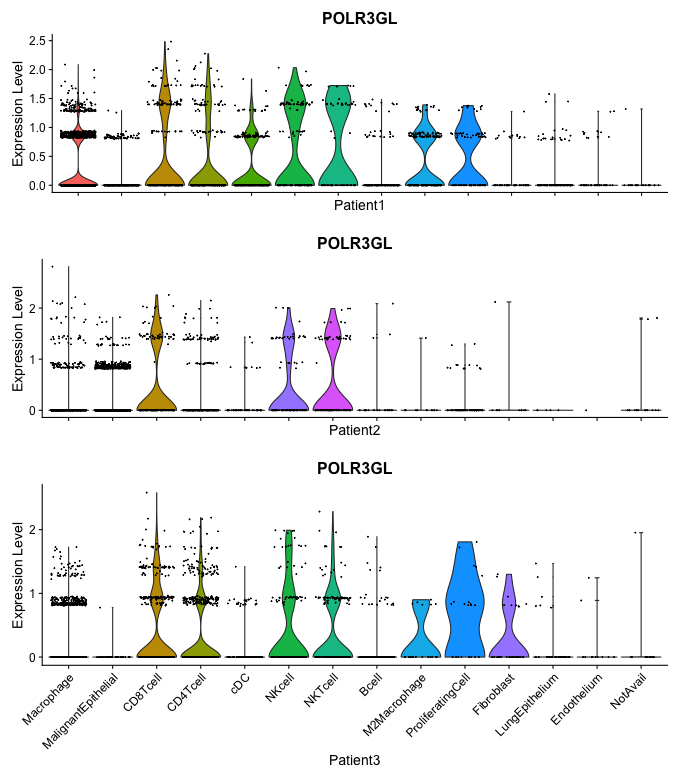 POLR3GL
Expression Level
2.5
2.0
1.5
1.0
0.5
0.0
Patient1
POLR3GL
Expression Level
2
1
0
Patient2
POLR3GL
Expression Level
2
1
0
Macrophage
MalignantEpithelial
CD8Tcell
CD4Tcell
cDC
NKcell
NKTcell
Bcell
M2Macrophage
ProliferatingCell
Fibroblast
LungEpithelium
Endothelium
NotAvail
Patient3